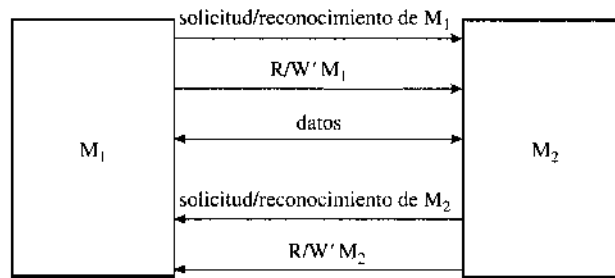 solicitud/reconocimiento de M₁
R/W′ M₁
datos
M₁
M₂
solicitud/reconocimiento de M₂
R/W′ M₂